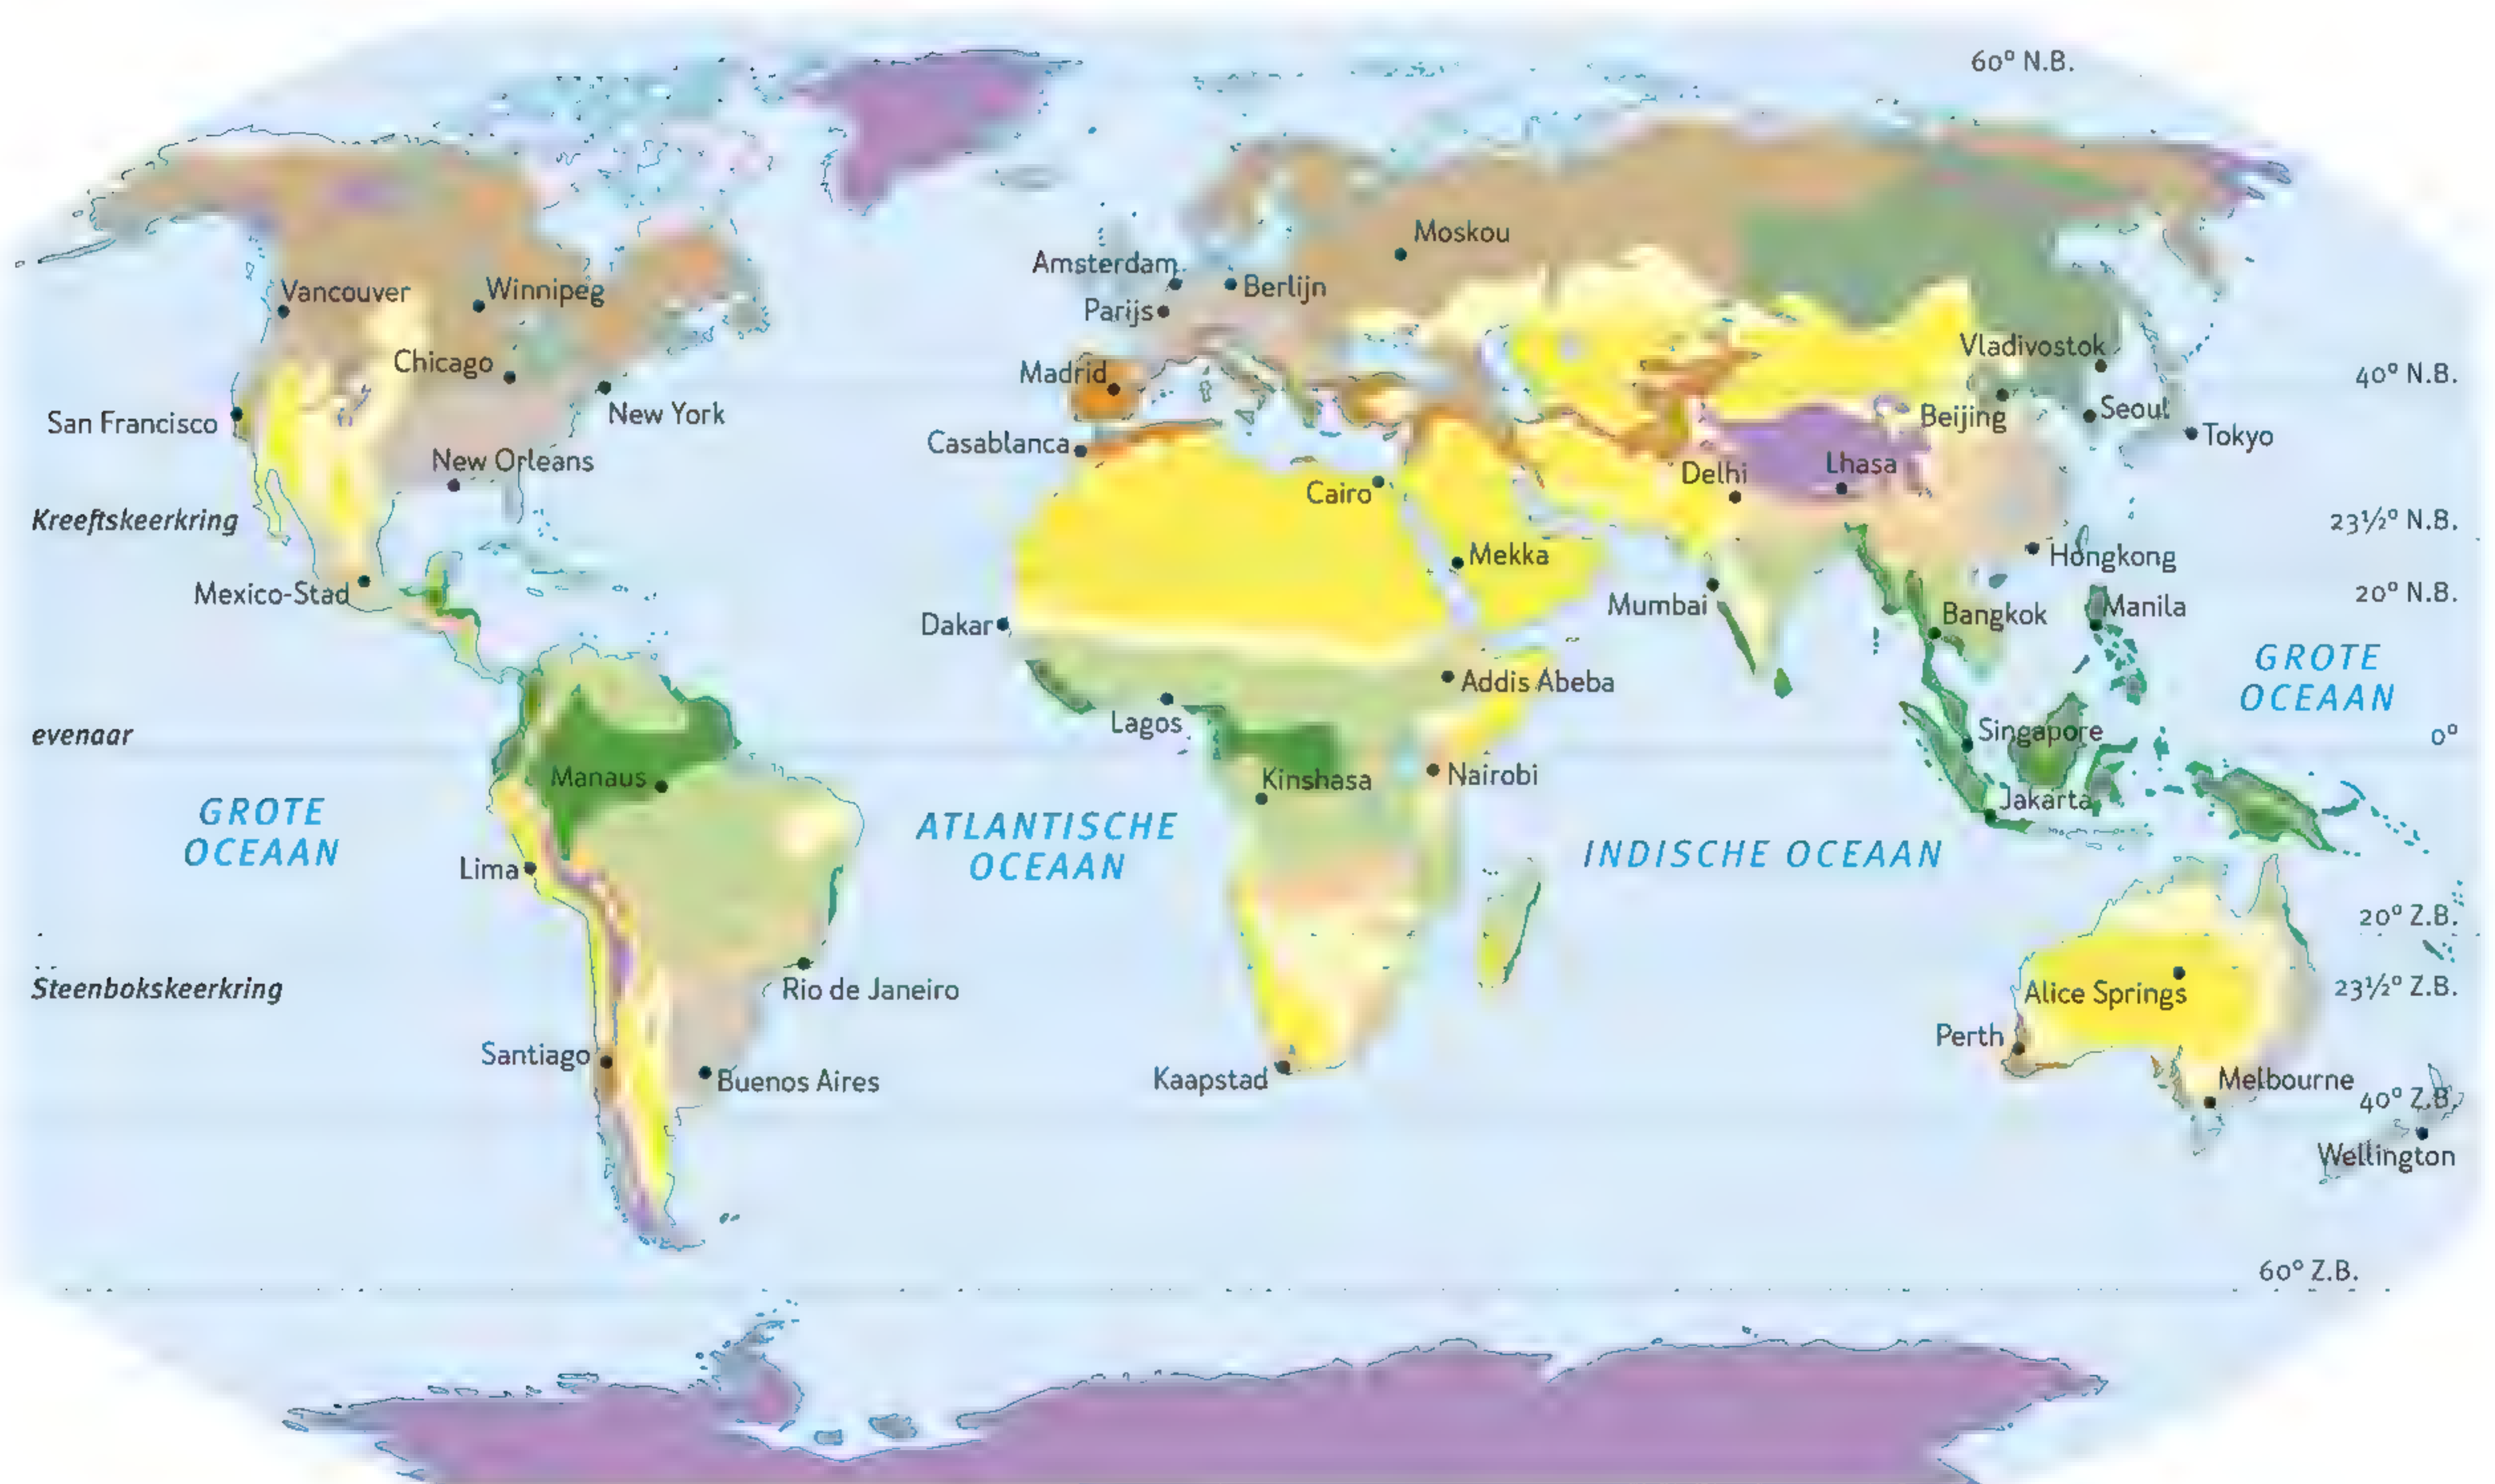 60° N.B.
Moskou
Amsterdam
Berlijn
Vancouver
Winnipeg
Parijs
Vladivostok
Chicago
Madrid
40° N.B.
San Francisco
New York
Beijing
Seoul
Tokyo
Casablanca
New Orleans
Delhi
Lhasa
Cairo
Kreeftskeerkring
23½° N.B.
Mekka
Hongkong
Mexico-Stad
20° N.B.
Mumbai
Bangkok
Manila
Dakar
GROTE
OCEAAN
Addis Abeba
Lagos
evenaar
Singapore
0°
Manaus
Kinshasa
Nairobi
GROTE
OCEAAN
ATLANTISCHE
OCEAAN
Jakarta
INDISCHE OCEAAN
Lima
20° Z.B.
Steenbokskeerkring
Rio de Janeiro
Alice Springs
23½° Z.B.
Perth
Santiago
Buenos Aires
Kaapstad
Melbourne
40° Z.B.
Wellington
60° Z.B.